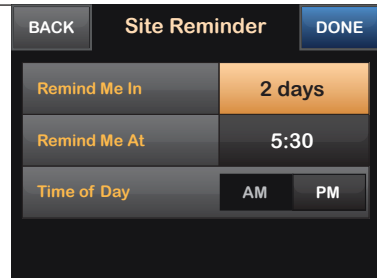 BACK Site Reminder DONE
Remind Me In 2 days
Remind Me At 5:30
Time of Day AM PM